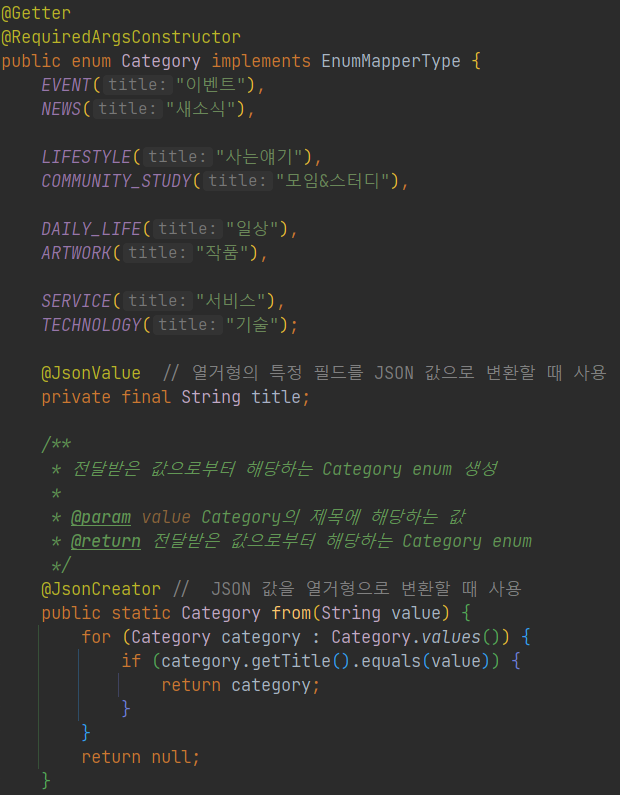 @Getter
@RequiredArgsConstructor
public enum Category implements EnumMapperType {
    EVENT( title: "이벤트"),
    NEWS( title: "새소식"),

    LIFESTYLE( title: "사는얘기"),
    COMMUNITY_STUDY( title: "모임&스터디"),

    DAILY_LIFE( title: "일상"),
    ARTWORK( title: "작품"),

    SERVICE( title: "서비스"),
    TECHNOLOGY( title: "기술");

    @JsonValue  // 열거형의 특정 필드를 JSON 값으로 변환할 때 사용
    private final String title;

    /**
     * 전달받은 값으로부터 해당하는 Category enum 생성
     *
     * @param value Category의 제목에 해당하는 값
     * @return 전달받은 값으로부터 해당하는 Category enum
     */
    @JsonCreator //  JSON 값을 열거형으로 변환할 때 사용
    public static Category from(String value) {
        for (Category category : Category.values()) {
            if (category.getTitle().equals(value)) {
                return category;
            }
        }
        return null;
    }